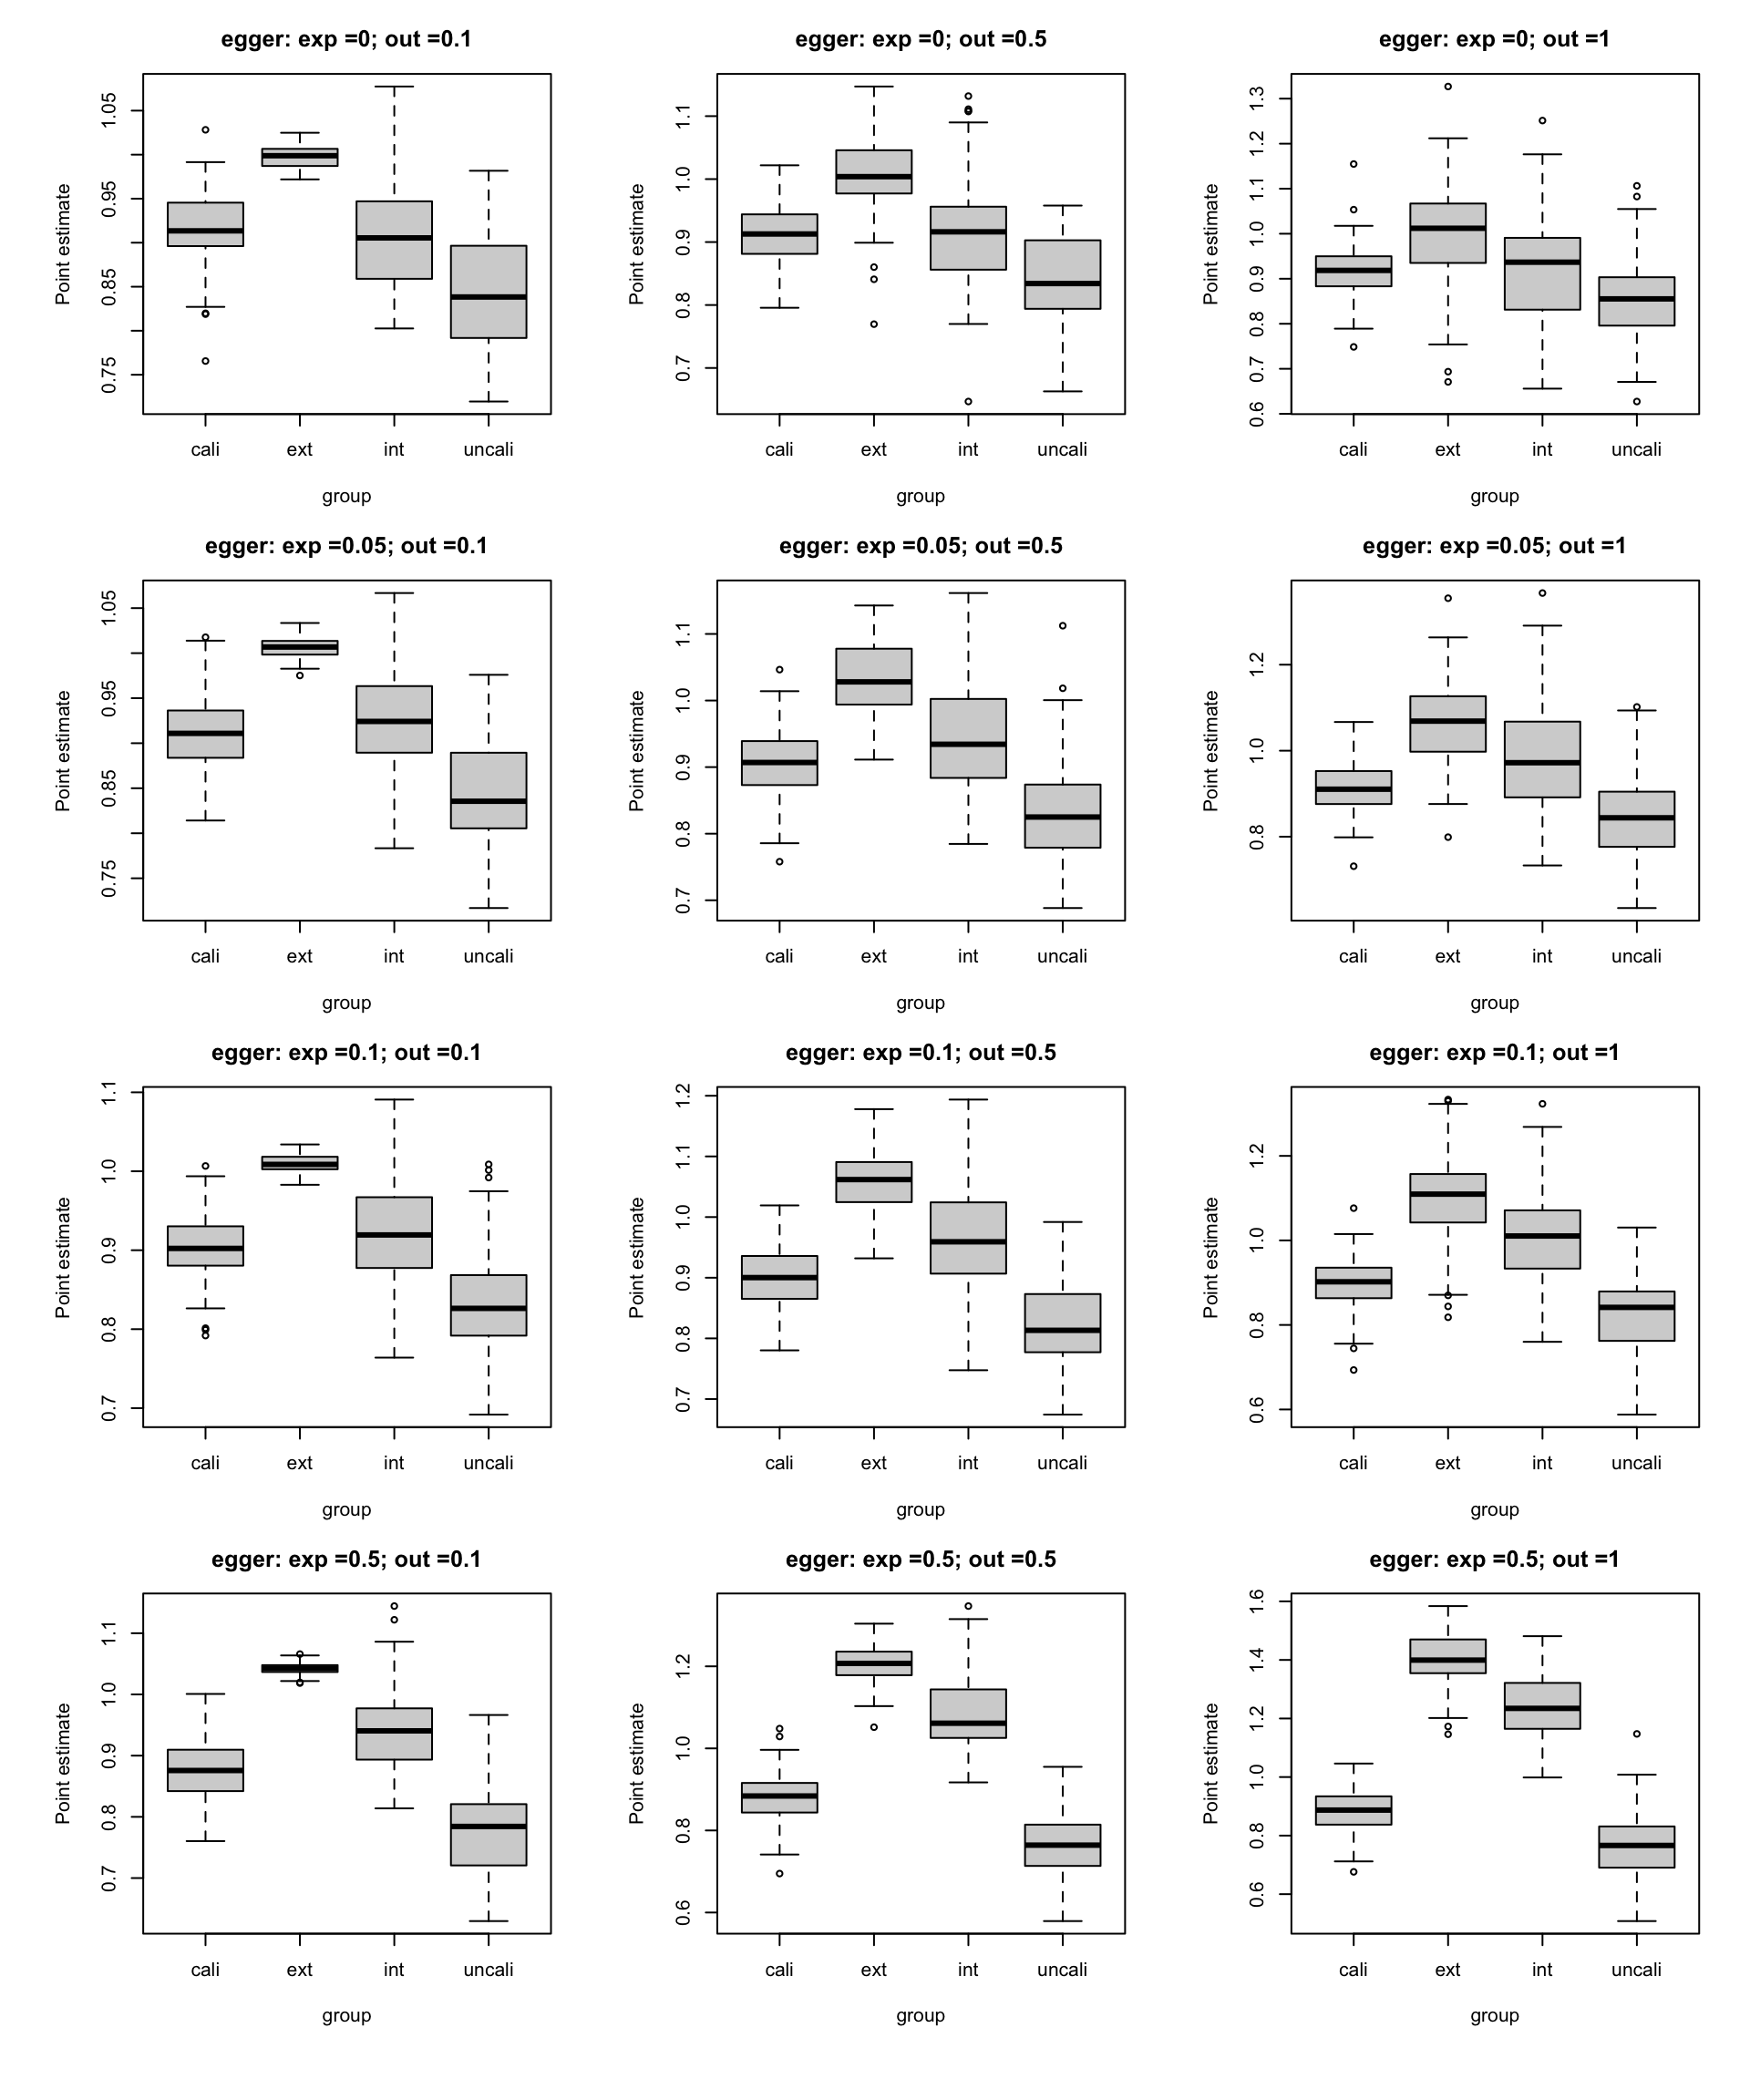 egger: exp =0; out =0.1
Point estimate
0.75 0.85 0.95 1.05
cali ext int uncali
group
egger: exp =0; out =0.5
Point estimate
0.7 0.8 0.9 1.0 1.1
cali ext int uncali
group
egger: exp =0; out =1
Point estimate
0.6 0.7 0.8 0.9 1.0 1.1 1.2 1.3
cali ext int uncali
group
egger: exp =0.05; out =0.1
Point estimate
0.75 0.85 0.95 1.05
cali ext int uncali
group
egger: exp =0.05; out =0.5
Point estimate
0.7 0.8 0.9 1.0 1.1
cali ext int uncali
group
egger: exp =0.05; out =1
Point estimate
0.8 1.0 1.2
cali ext int uncali
group
egger: exp =0.1; out =0.1
Point estimate
0.7 0.8 0.9 1.0 1.1
cali ext int uncali
group
egger: exp =0.1; out =0.5
Point estimate
0.7 0.8 0.9 1.0 1.1 1.2
cali ext int uncali
group
egger: exp =0.1; out =1
Point estimate
0.6 0.8 1.0 1.2
cali ext int uncali
group
egger: exp =0.5; out =0.1
Point estimate
0.7 0.8 0.9 1.0 1.1
cali ext int uncali
group
egger: exp =0.5; out =0.5
Point estimate
0.6 0.8 1.0 1.2
cali ext int uncali
group
egger: exp =0.5; out =1
Point estimate
0.6 0.8 1.0 1.2 1.4 1.6
cali ext int uncali
group